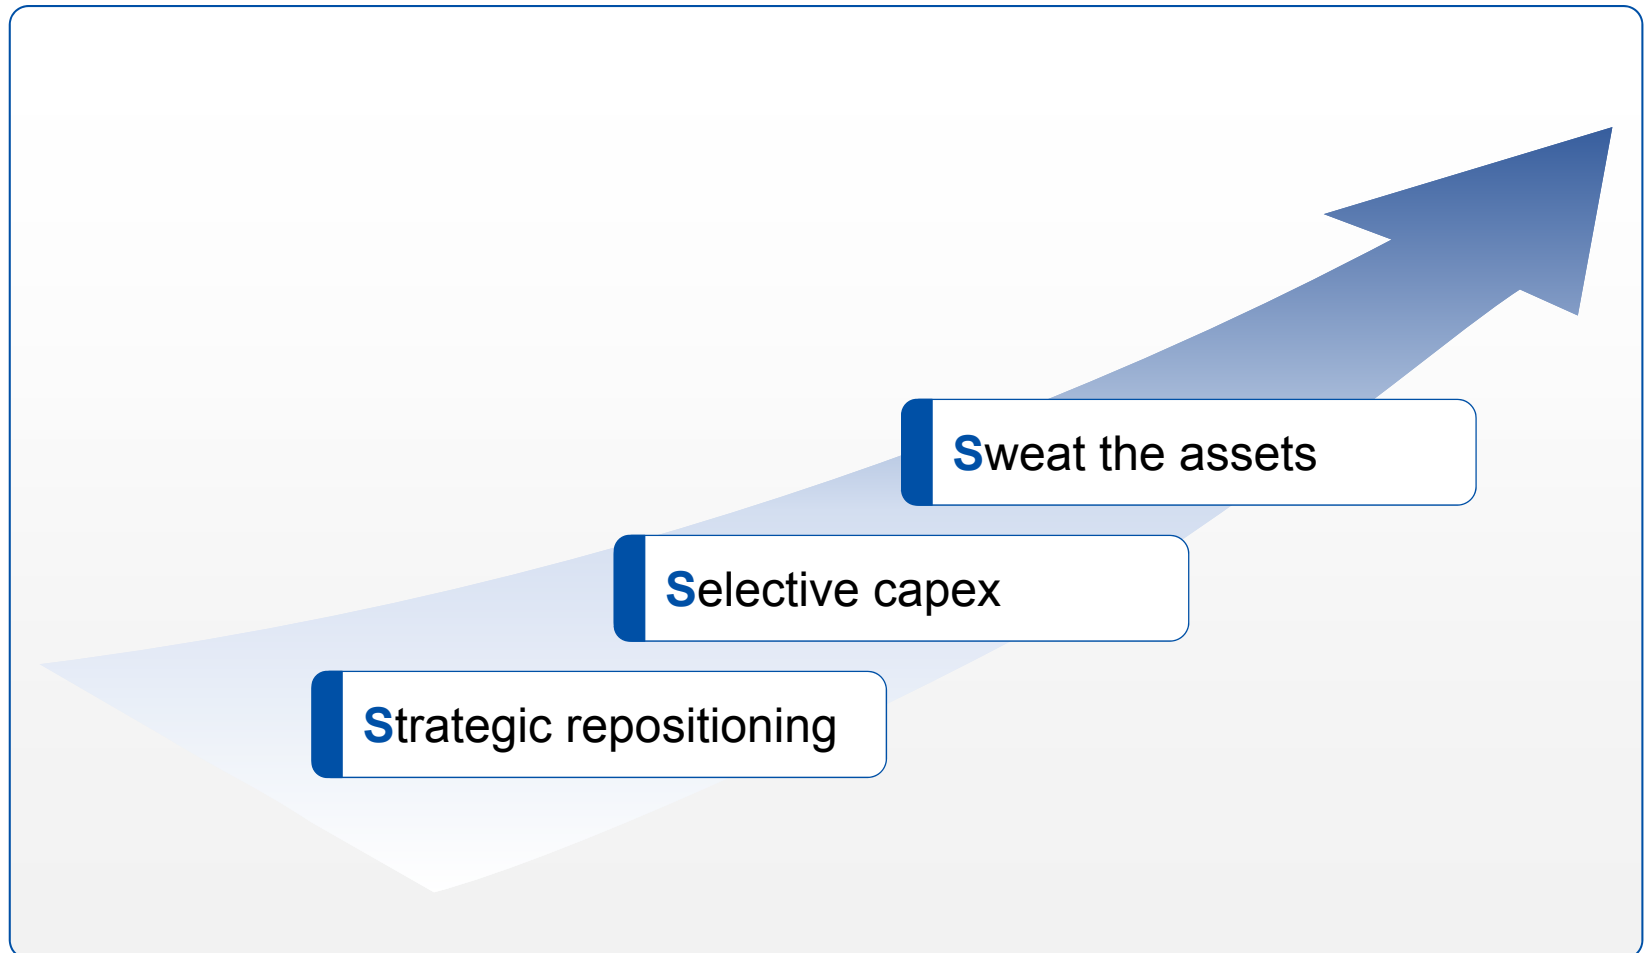 Sweat the assets
Selective capex
Strategic repositioning